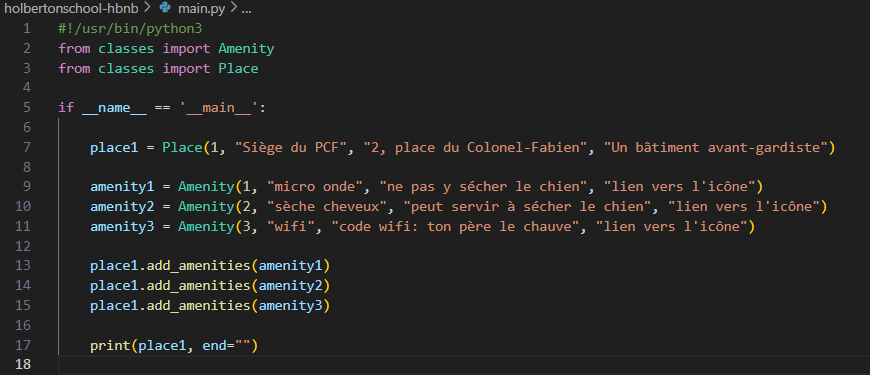 holbertonschool-hbnb > main.py > ...
1 #!/usr/bin/python3
2 from classes import Amenity
3 from classes import Place
4
5 if __name__ == '__main__':
6
7 place1 = Place(1, "Siège du PCF", "2, place du Colonel-Fabien", "Un bâtiment avant-gardiste")
8
9 amenity1 = Amenity(1, "micro onde", "ne pas y sécher le chien", "lien vers l'icône")
10 amenity2 = Amenity(2, "sèche cheveux", "peut servir à sécher le chien", "lien vers l'icône")
11 amenity3 = Amenity(3, "wifi", "code wifi: ton père le chauve", "lien vers l'icône")
12
13 place1.add_amenities(amenity1)
14 place1.add_amenities(amenity2)
15 place1.add_amenities(amenity3)
16
17 print(place1, end="")
18